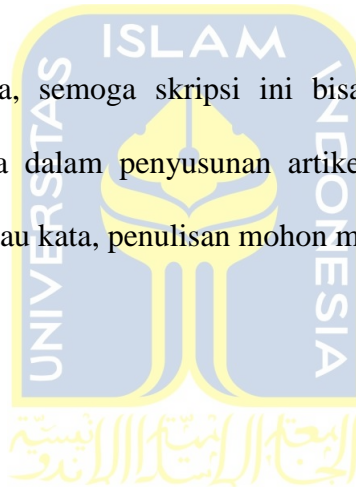 ISLAM
UNIVERSITAS
INDONESIA
a, semoga skripsi ini bisa
a dalam penyusunan artike
au kata, penulisan mohon m